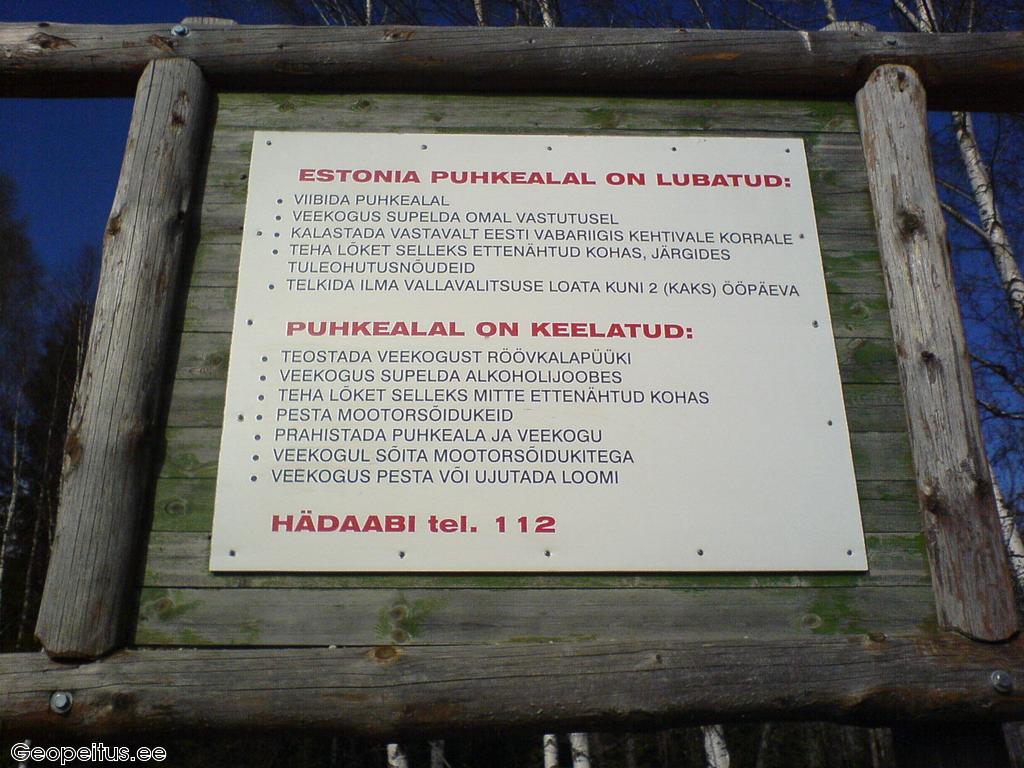 ESTONIA PUHKEALAL ON LUBATUD:
• VIIBIDA PUHKEALAL
• VEEKOGUS SUPELDA OMAL VASTUTUSEL
• KALASTADA VASTAVALT EESTI VABARIIGIS KEHTIVALE KORRALE
• TEHA LÕKET SELLEKS ETTENÄHTUD KOHAS, JÄRGIDES
TULEOHUTUSNÕUDEID
• TELKIDA ILMA VALLAVALITSUSE LOATA KUNI 2 (KAKS) ÖÖPÄEVA
PUHKEALAL ON KEELATUD:
• TEOSTADA VEEKOGUST RÖÖVKALAPÜÜKI
• VEEKOGUS SUPELDA ALKOHOLIJOOBES
• TEHA LÕKET SELLEKS MITTE ETTENÄHTUD KOHAS
• PESTA MOOTORSÕIDUKEID
• PRAHISTADA PUHKEALA JA VEEKOGU
• VEEKOGUL SÕITA MOOTORSÕIDUKITEGA
• VEEKOGUS PESTA VÕI UJUTADA LOOMI
HÄDAABI tel. 112
Geopeitus.ee